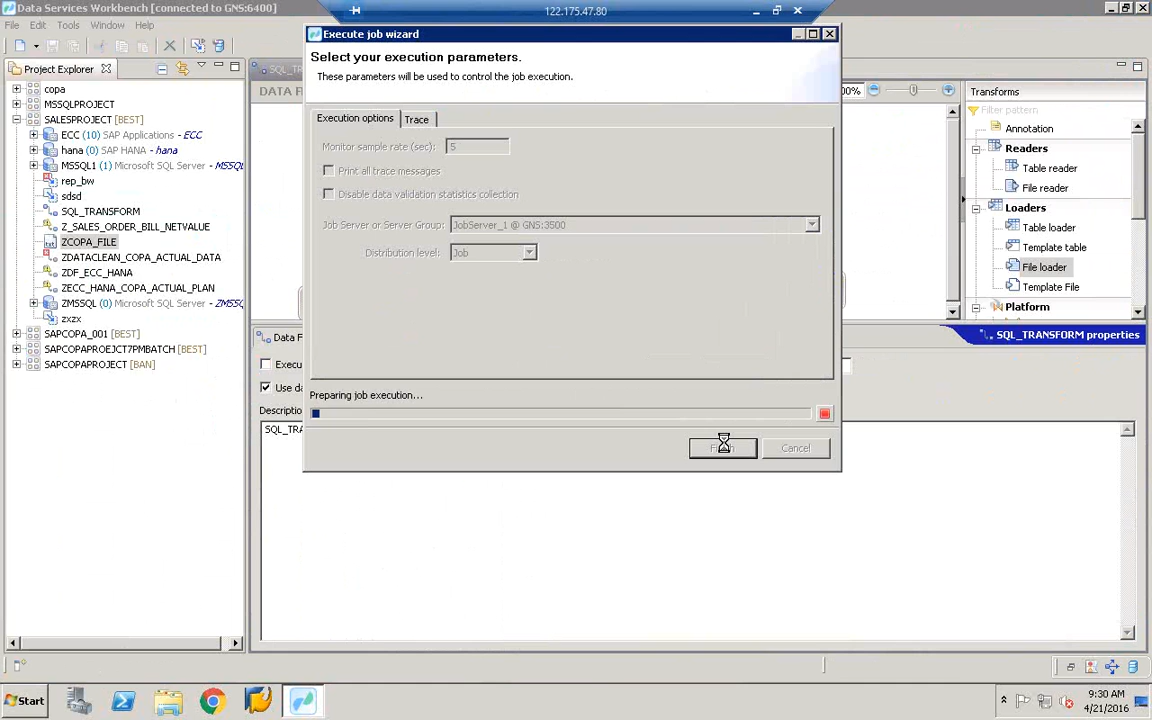 Data Services Workbench [connected to GNS:6400]
122.175.47.80
File Edit Tools Window Help
Project Explorer
copa
MSSQLPROJECT
SALESPROJECT [BEST]
ECC (10) SAP Applications - ECC
hana (0) SAP HANA - hana
MSSQL1 (1) Microsoft SQL Server - MSSQ
rep_bw
sdsd
SQL_TRANSFORM
Z_SALES_ORDER_BILL_NETVALUE
ZCOPA_FILE
ZDATACLEAN_COPA_ACTUAL_DATA
ZDF_ECC_HANA
ZECC_HANA_COPA_ACTUAL_PLAN
ZMSSQL (0) Microsoft SQL Server - ZMSSQ
zxzx
SAPCOPA_001 [BEST]
SAPCOPAPROEJCT7PMBATCH [BEST]
SAPCOPAPROJECT [BAN]
SQL_T
DATA F
Execute job wizard
Select your execution parameters.
These parameters will be used to control the job execution.
Execution options Trace
Monitor sample rate (sec): 5
Print all trace messages
Disable data validation statistics collection
Job Server or Server Group: JobServer_1 @ GNS:3500
Distribution level: Job
Preparing job execution...
Cancel
00%
Transforms
Filter pattern
Annotation
Readers
Table reader
File reader
Loaders
Table loader
Template table
File loader
Template File
Platform
Data F
SQL_TRANSFORM properties
Execu
Use da
Descriptio
SQL_TRA
Start
9:30 AM
4/21/2016